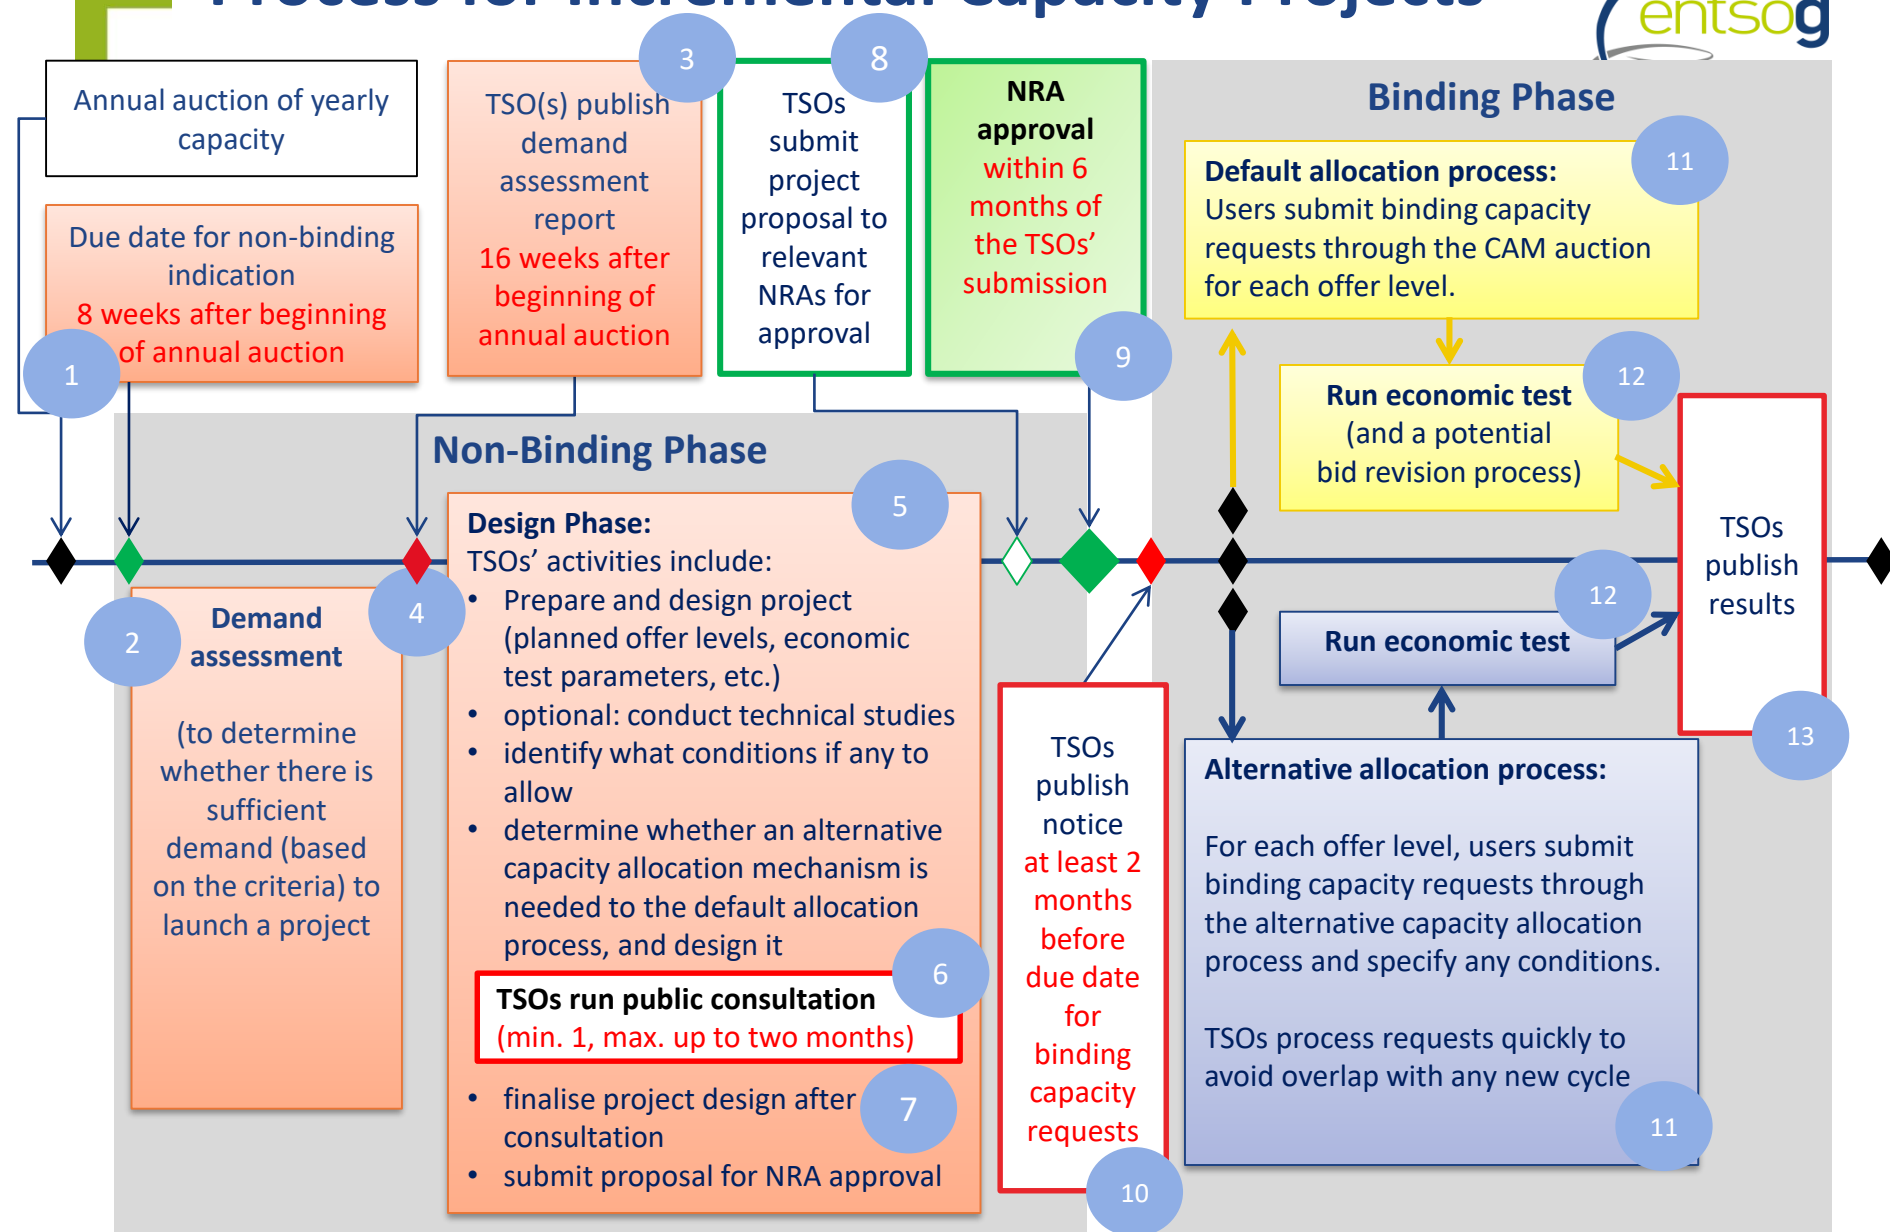 Process for Incremental Capacity Projects
entsog
Annual auction of yearly
capacity
Due date for non-binding
indication
8 weeks after beginning
of annual auction
1
TSO(s) publish
demand
assessment
report
16 weeks after
beginning of
annual auction
3
TSOs
submit
project
proposal to
relevant
NRAs for
approval
8
NRA
approval
within 6
months of
the TSOs'
submission
9
Non-Binding Phase
2
Demand
assessment
(to determine
whether there is
sufficient
demand (based
on the criteria) to
launch a project
4
5
Design Phase:
TSOs' activities include:
• Prepare and design project
(planned offer levels, economic
test parameters, etc.)
• optional: conduct technical studies
• identify what conditions if any to
allow
• determine whether an alternative
capacity allocation mechanism is
needed to the default allocation
process, and design it
6
TSOs run public consultation
(min. 1, max. up to two months)
• finalise project design after
consultation
7
• submit proposal for NRA approval
TSOs
publish
notice
at least 2
months
before
due date
for
binding
capacity
requests
10
Binding Phase
11
Default allocation process:
Users submit binding capacity
requests through the CAM auction
for each offer level.
12
Run economic test
(and a potential
bid revision process)
12
Run economic test
Alternative allocation process:
For each offer level, users submit
binding capacity requests through
the alternative capacity allocation
process and specify any conditions.
TSOs process requests quickly to
avoid overlap with any new cycle
11
TSOs
publish
results
13